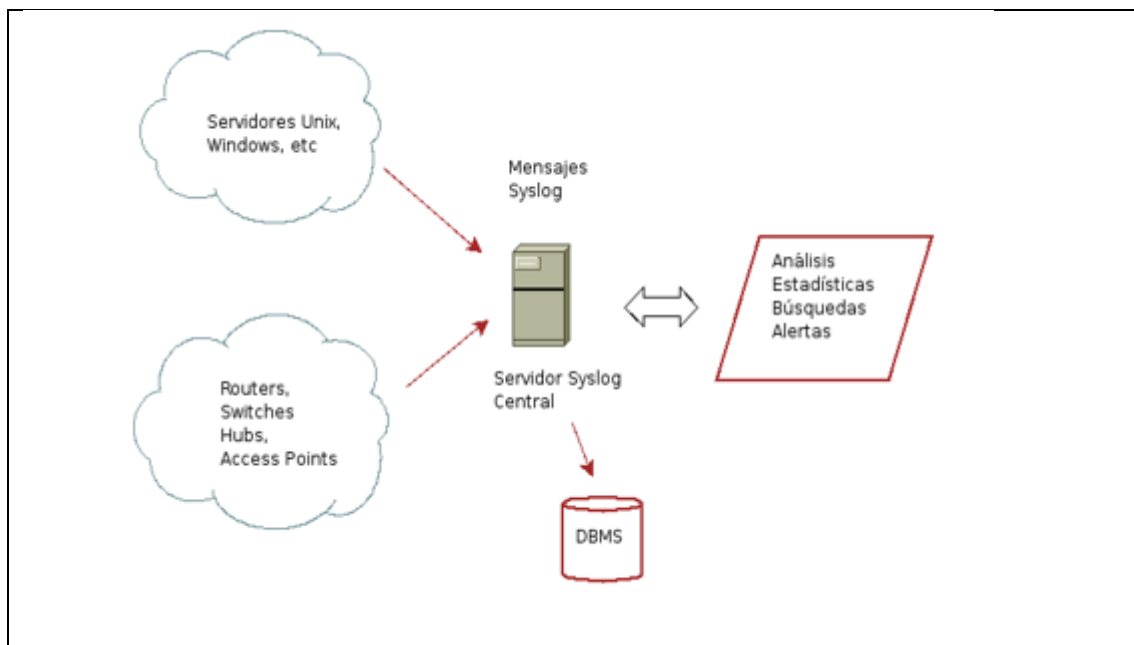 Servidores Unix,
Windows, etc
Mensajes
Syslog
Análisis
Estadísticas
Búsquedas
Alertas
Servidor Syslog
Central
Routers,
Switches
Hubs,
Access Points
DBMS